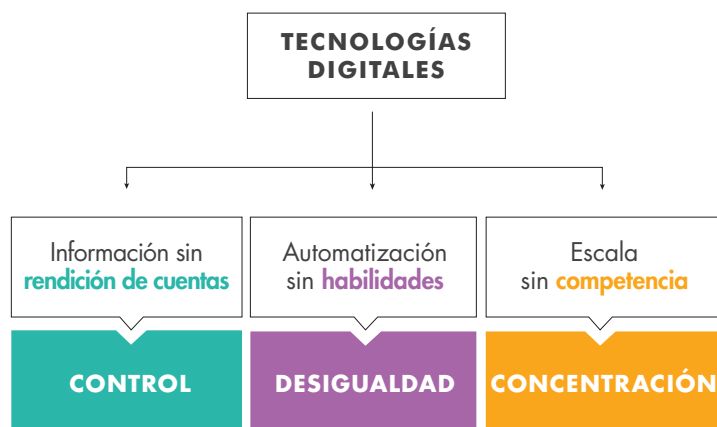 TECNOLOGÍAS
DIGITALES
Información sin
rendición de cuentas
Automatización
sin habilidades
Escala
sin competencia
CONTROL
DESIGUALDAD
CONCENTRACIÓN